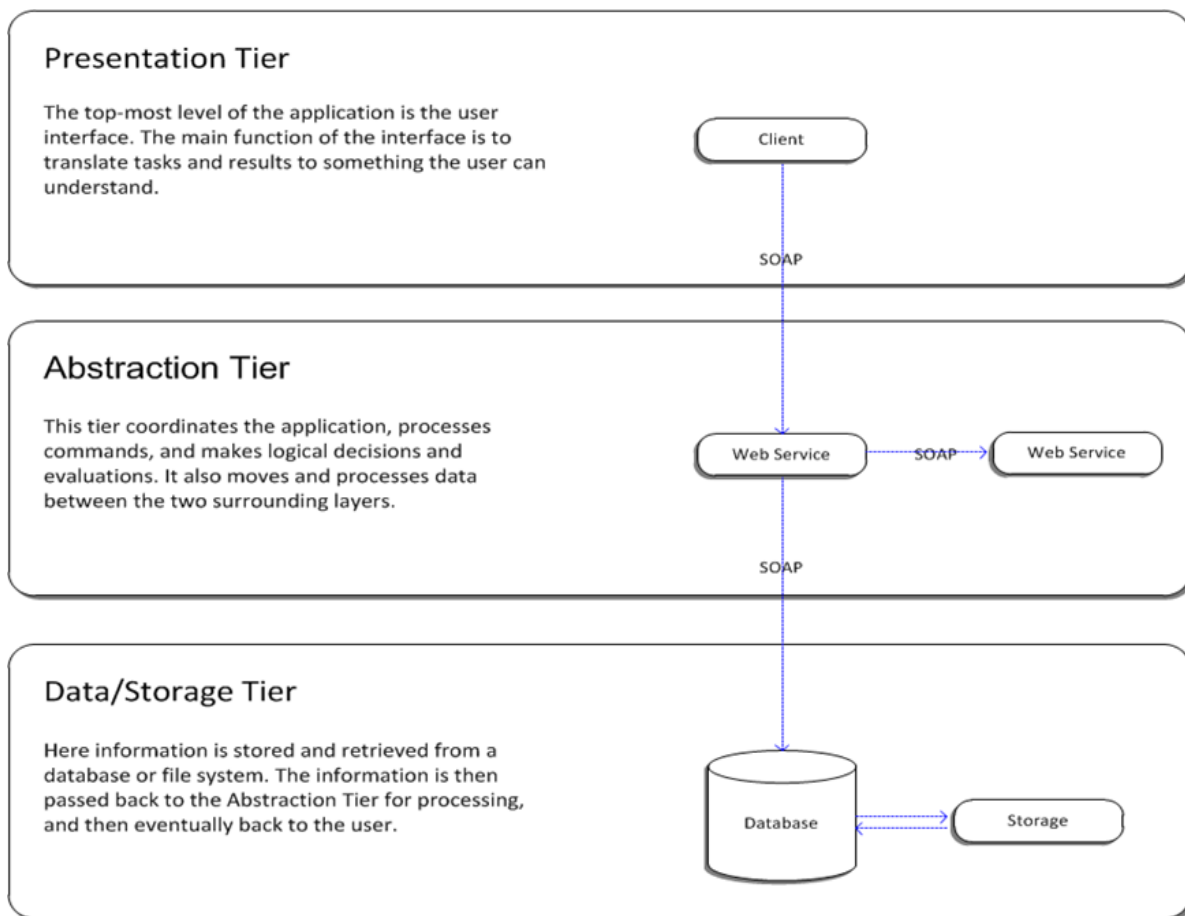 Presentation Tier
The top-most level of the application is the user
interface. The main function of the interface is to
translate tasks and results to something the user can
understand.
Client
SOAP
Abstraction Tier
This tier coordinates the application, processes
commands, and makes logical decisions and
evaluations. It also moves and processes data
between the two surrounding layers.
Web Service
SOAP
Web Service
SOAP
Data/Storage Tier
Here information is stored and retrieved from a
database or file system. The information is then
passed back to the Abstraction Tier for processing,
and then eventually back to the user.
Database
Storage